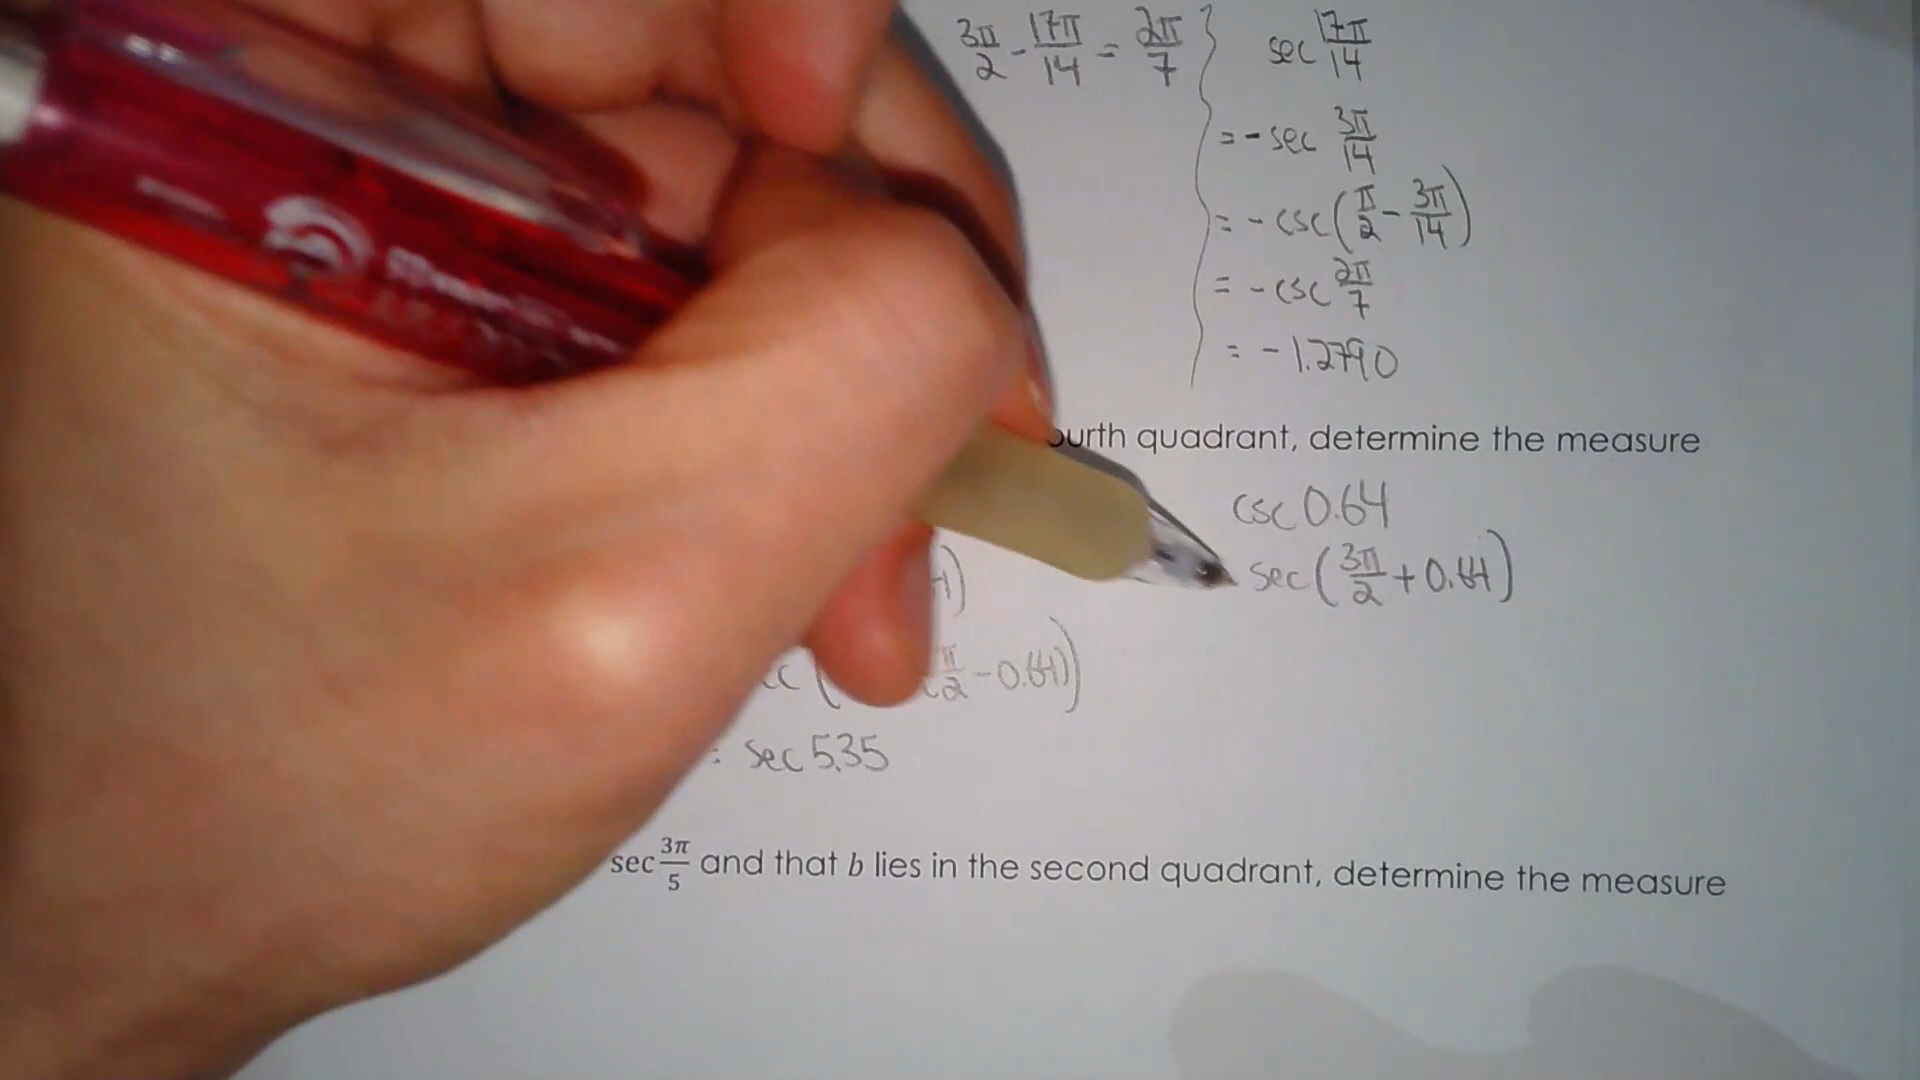 3π/2 - 17π/14 = 2π/7
sec 17π/14
= - sec 3π/14
= - csc(π/2 - 3π/14)
= - csc 2π/7
= - 1.2790
ourth quadrant, determine the measure
csc 0.64
sec(3π/2 + 0.64)
- 0.64))
sec 5.35
sec 3π/5 and that b lies in the second quadrant, determine the measure